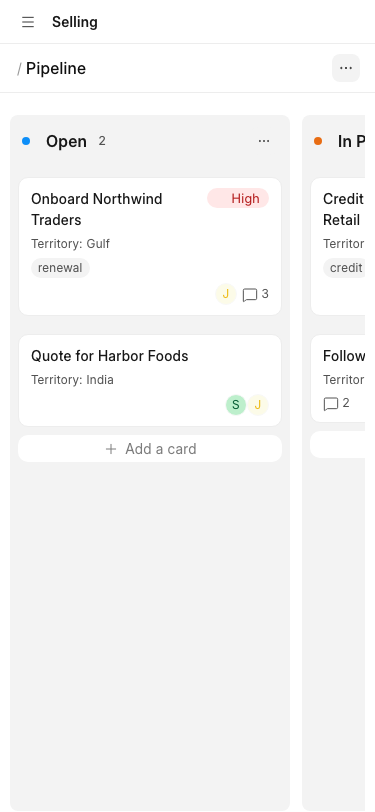 Selling
/ Pipeline
Open 2
Onboard Northwind
Traders
High
Territory: Gulf
renewal
J
3
Quote for Harbor Foods
Territory: India
S J
+ Add a card
In P
Credit
Retail
Territor
credit
Follow
Territor
2